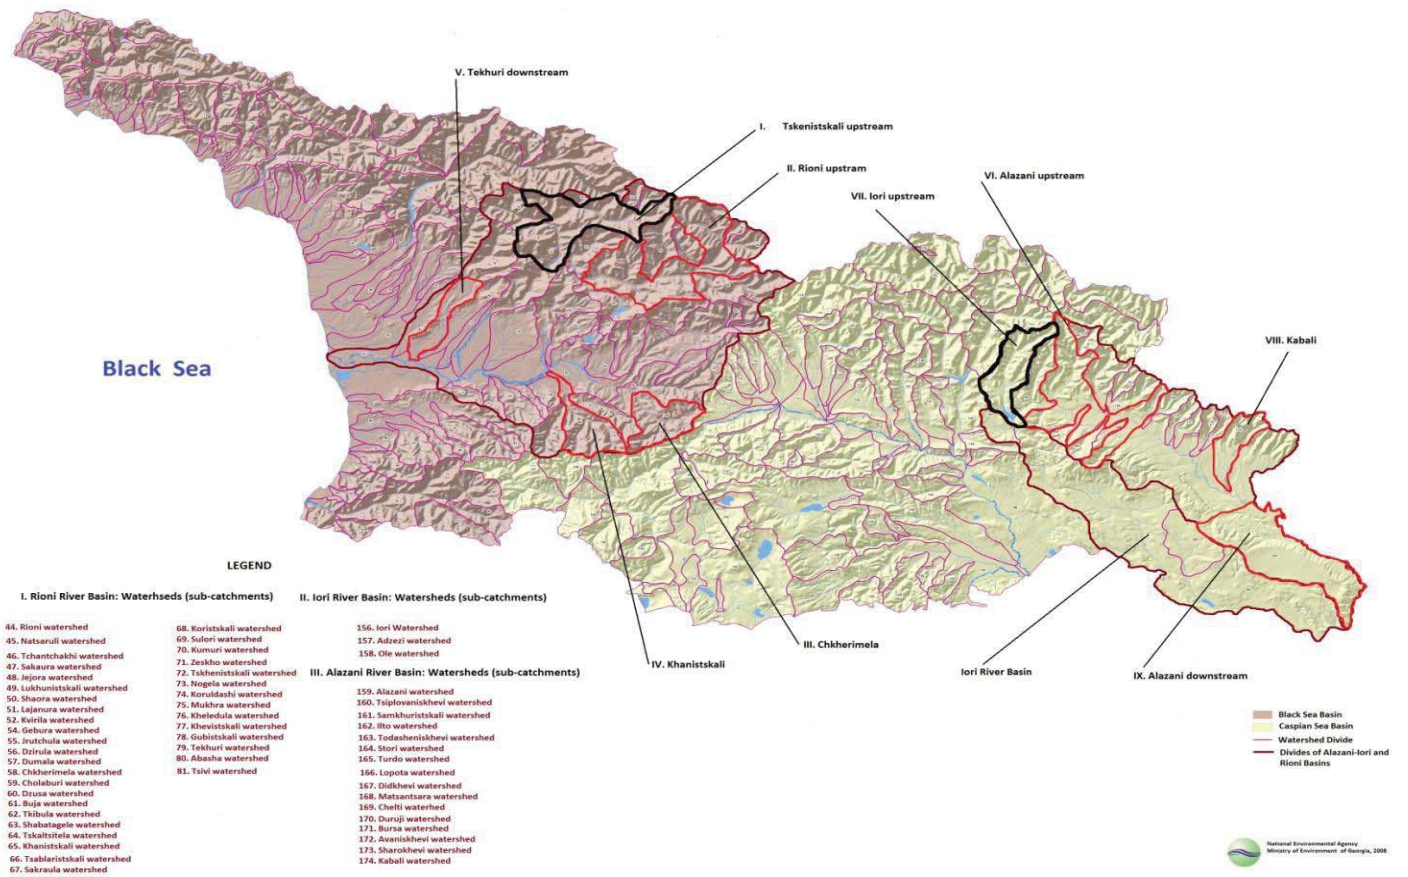 V. Tekhuri downstream
I. Tskenistskali upstream
II. Rioni upstram
VI. Alazani upstream
VII. Iori upstream
VIII. Kabali
Black Sea
III. Chkherimela
IV. Khanistskali
Iori River Basin
IX. Alazani downstream
LEGEND
I. Rioni River Basin: Waterhseds (sub-catchments)
44. Rioni watershed
45. Natsaruli watershed
46. Tchantchakhi watershed
47. Sakaura watershed
48. Jejora watershed
49. Lukhunistskali watershed
50. Shaora watershed
51. Lajanura watershed
52. Kvirila watershed
54. Gebura watershed
55. Jrutchula watershed
56. Dzirula watershed
57. Dumala watershed
58. Chkherimela watershed
59. Cholaburi watershed
60. Dzusa watershed
61. Buja watershed
62. Tkibula watershed
63. Shabatagele watershed
64. Tskaltsitela watershed
65. Khanistskali watershed
66. Tsablaristskali watershed
67. Sakraula watershed
68. Koristskali watershed
69. Sulori watershed
70. Kumuri watershed
71. Zeskho watershed
72. Tskhenistskali watershed
73. Nogela watershed
74. Koruldashi watershed
75. Mukhra watershed
76. Kheledula watershed
77. Khevistskali watershed
78. Gubistskali watershed
79. Tekhuri watershed
80. Abasha watershed
81. Tsivi watershed
II. Iori River Basin: Watersheds (sub-catchments)
156. Iori Watershed
157. Adzezi watershed
158. Ole watershed
III. Alazani River Basin: Watersheds (sub-catchments)
159. Alazani watershed
160. Tsiplovaniskhevi watershed
161. Samkhuristskali watershed
162. Ilto watershed
163. Todasheniskhevi watershed
164. Stori watershed
165. Turdo watershed
166. Lopota watershed
167. Didkhevi watershed
168. Matsantsara watershed
169. Chelti waterhed
170. Duruji watershed
171. Bursa watershed
172. Avaniskhevi watershed
173. Sharokhevi watershed
174. Kabali watershed
Black Sea Basin
Caspian Sea Basin
Watershed Divide
Divides of Alazani-Iori and
Rioni Basins
National Environmental Agency
Ministry of Environment of Georgia, 2008